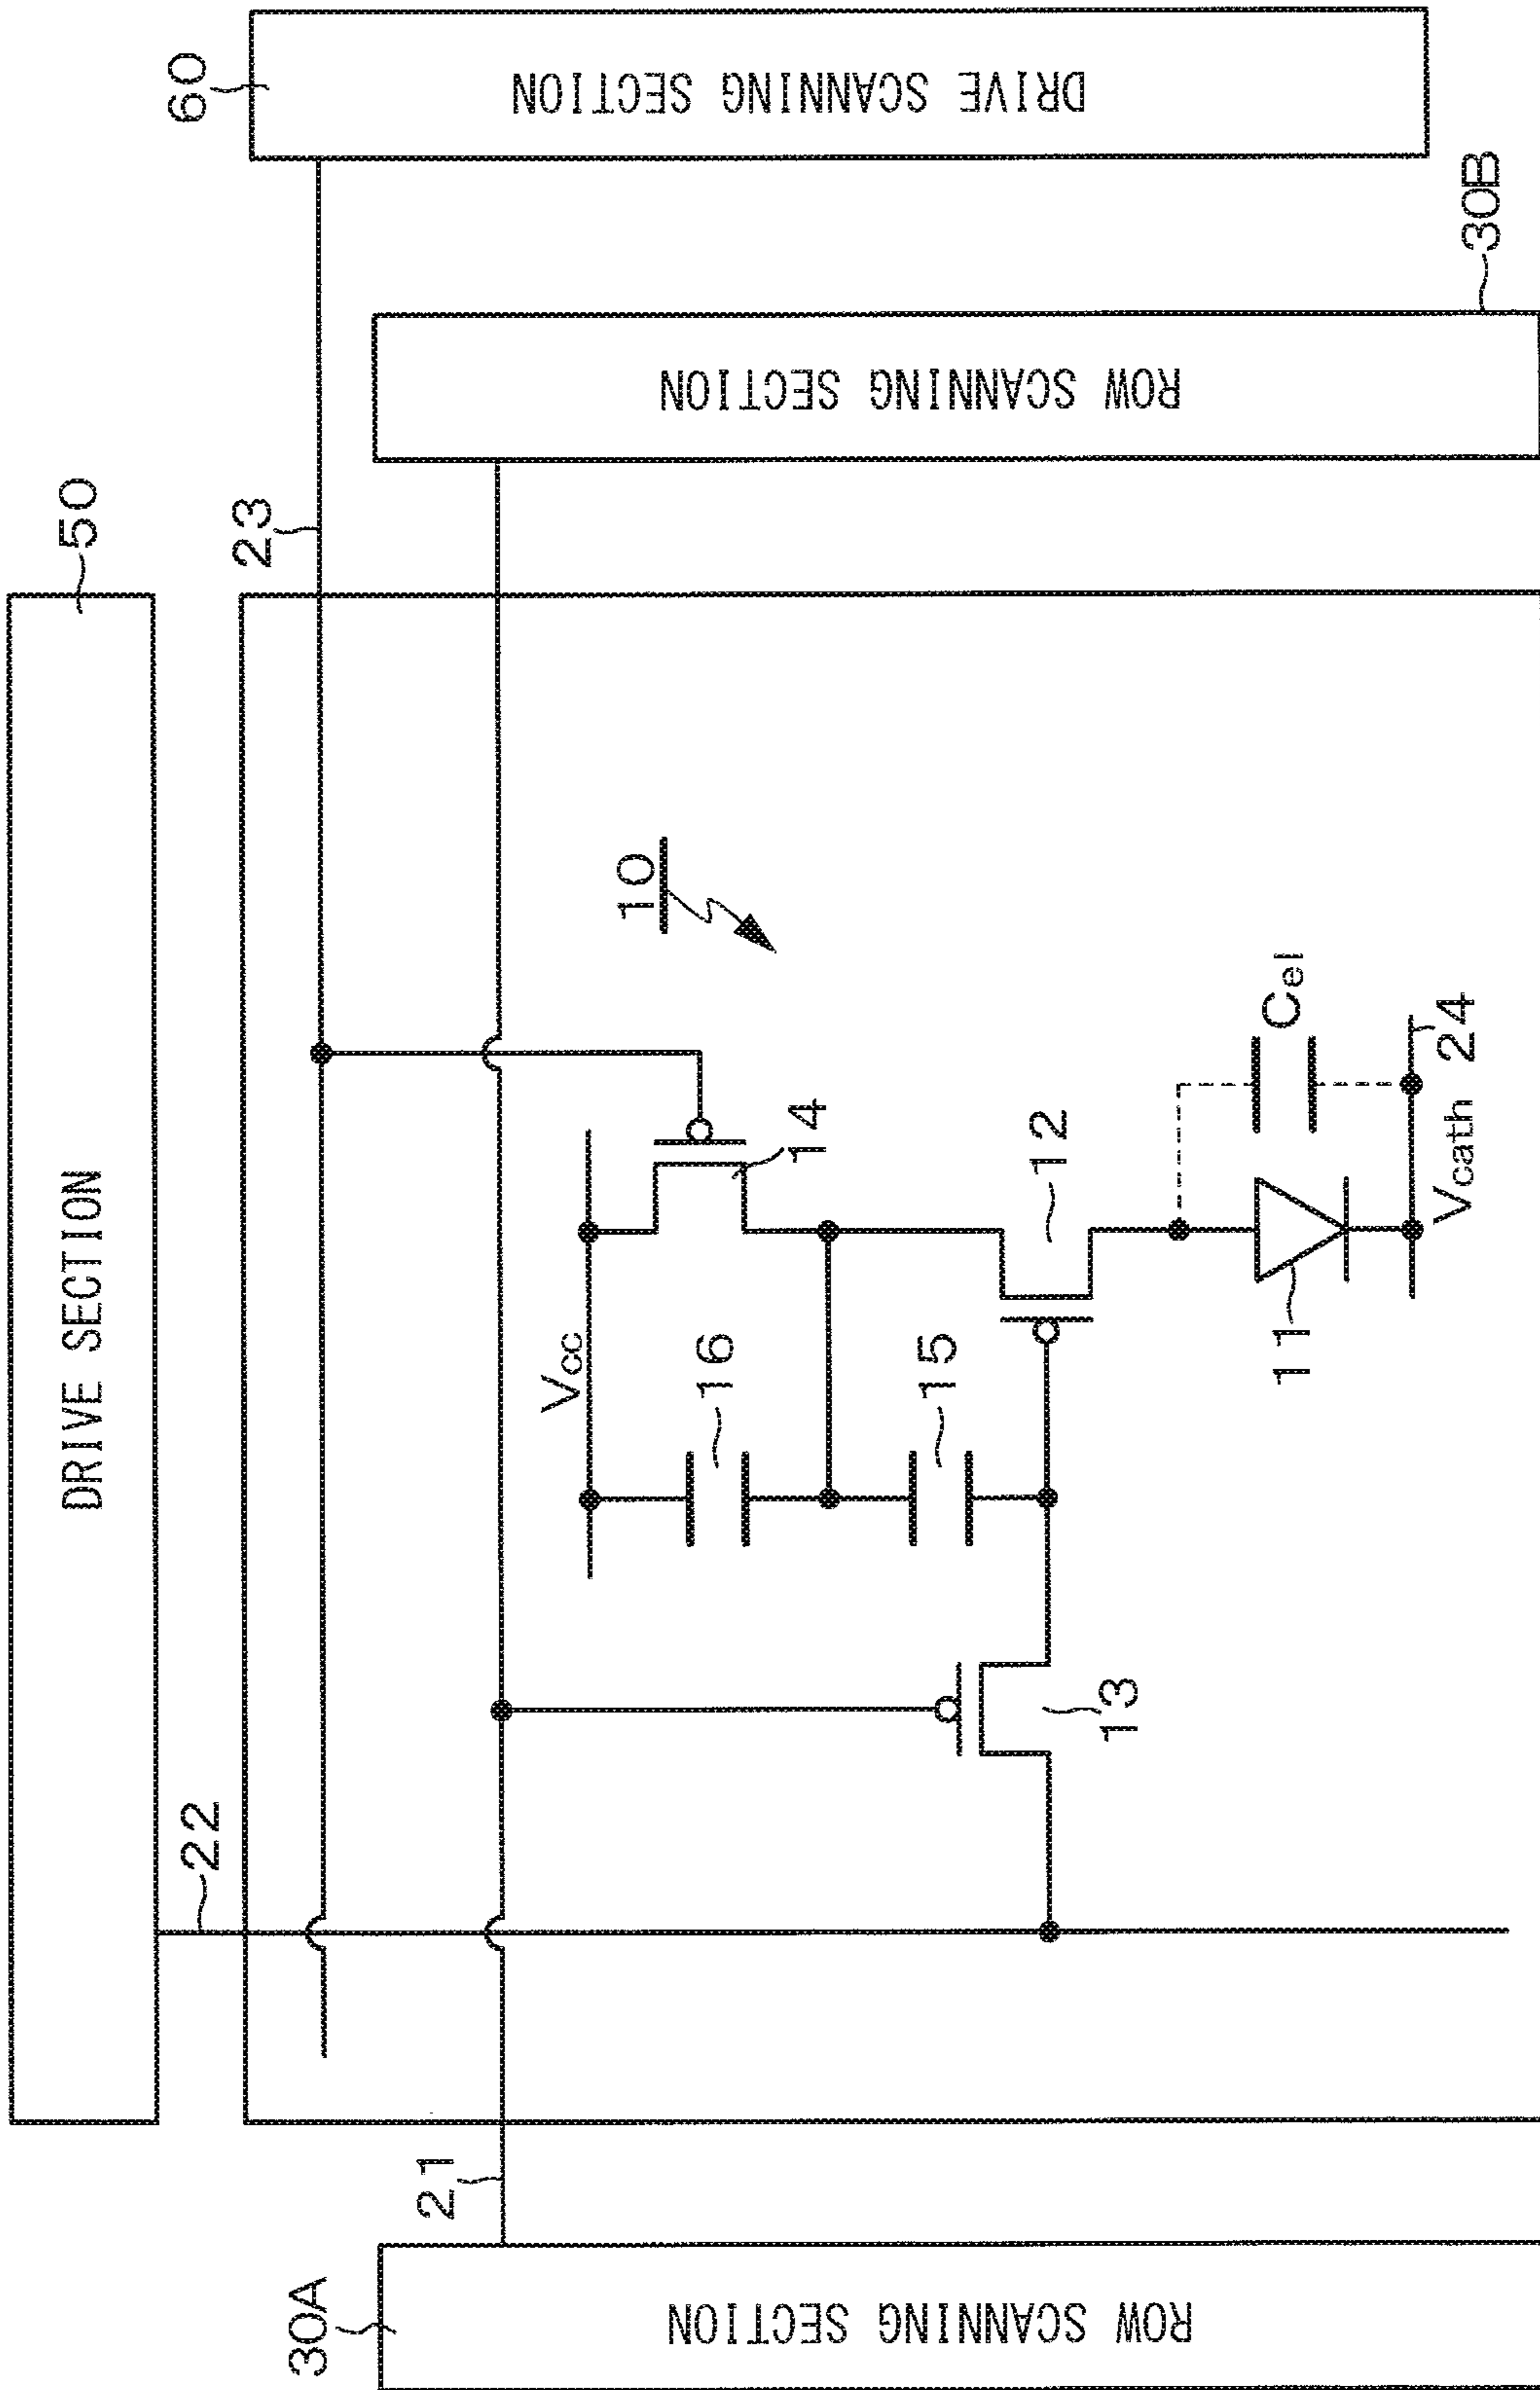 50
DRIVE SECTION
60
DRIVE SCANNING SECTION
22
23
30A
ROW SCANNING SECTION
21
30B
ROW SCANNING SECTION
10
Vcc
16
14
15
12
13
11
Cel
Vcath
24